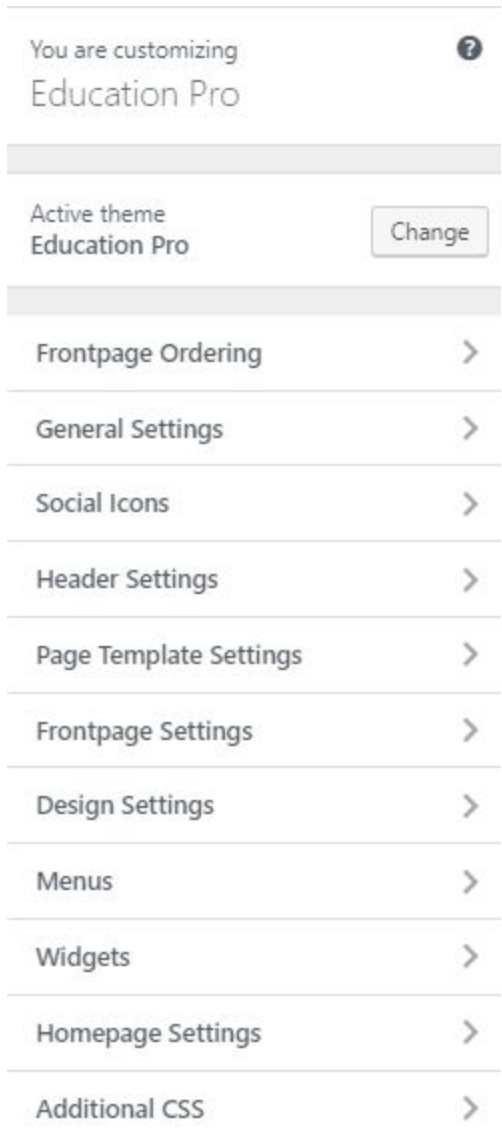 You are customizing
Education Pro
Active theme
Education Pro
Change
Frontpage Ordering
General Settings
Social Icons
Header Settings
Page Template Settings
Frontpage Settings
Design Settings
Menus
Widgets
Homepage Settings
Additional CSS